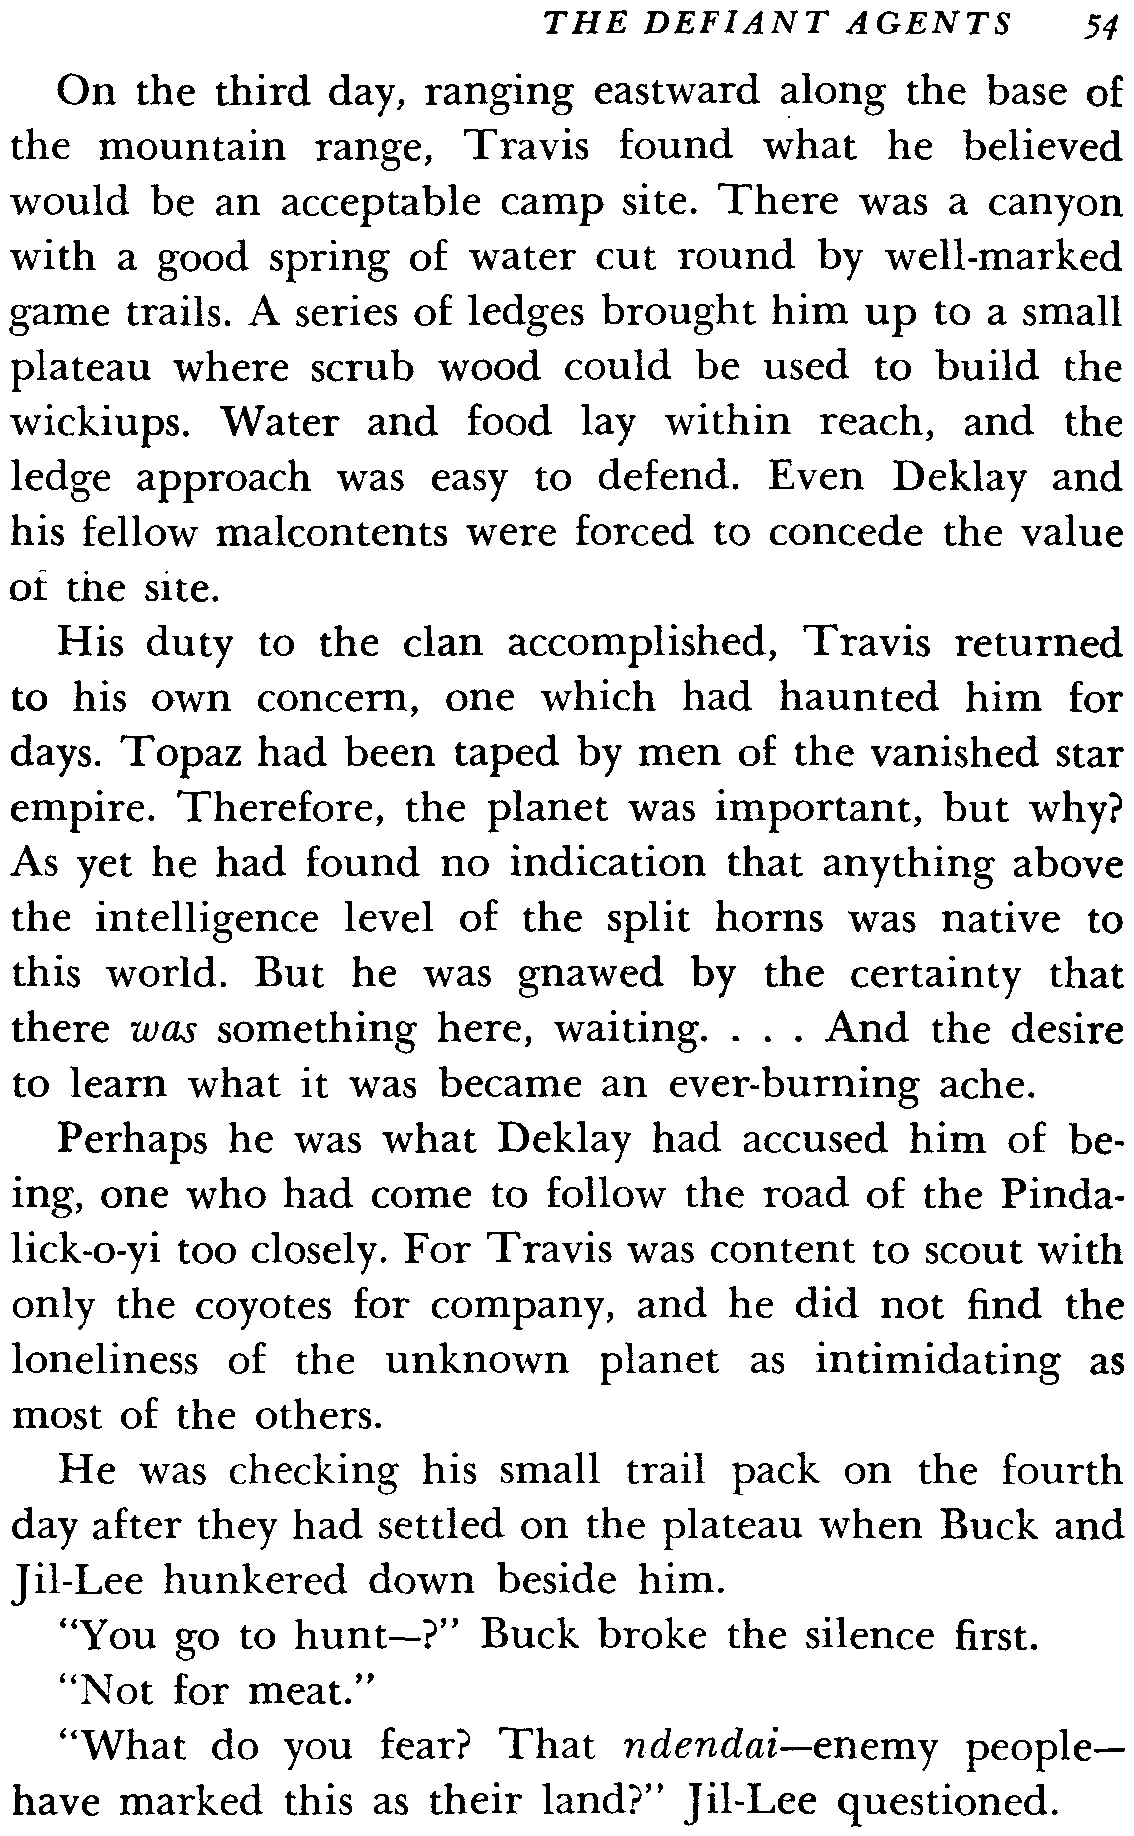 THE DEFIANT AGENTS 54
On the third day, ranging eastward along the base of
the mountain range, Travis found what he believed
would be an acceptable camp site. There was a canyon
with a good spring of water cut round by well-marked
game trails. A series of ledges brought him up to a small
plateau where scrub wood could be used to build the
wickiups. Water and food lay within reach, and the
ledge approach was easy to defend. Even Deklay and
his fellow malcontents were forced to concede the value
of the site.
His duty to the clan accomplished, Travis returned
to his own concern, one which had haunted him for
days. Topaz had been taped by men of the vanished star
empire. Therefore, the planet was important, but why?
As yet he had found no indication that anything above
the intelligence level of the split horns was native to
this world. But he was gnawed by the certainty that
there was something here, waiting. . . . And the desire
to learn what it was became an ever-burning ache.
Perhaps he was what Deklay had accused him of be-
ing, one who had come to follow the road of the Pinda-
lick-o-yi too closely. For Travis was content to scout with
only the coyotes for company, and he did not find the
loneliness of the unknown planet as intimidating as
most of the others.
He was checking his small trail pack on the fourth
day after they had settled on the plateau when Buck and
Jil-Lee hunkered down beside him.
"You go to hunt—?" Buck broke the silence first.
"Not for meat."
"What do you fear? That ndendai—enemy people—
have marked this as their land?" Jil-Lee questioned.